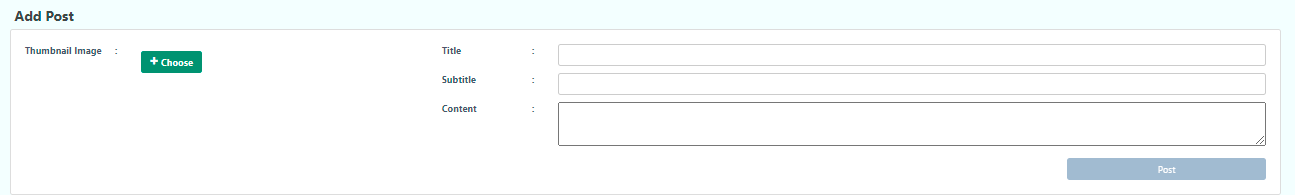 Add Post
Thumbnail Image :
+ Choose
Title :
Subtitle :
Content :
Post